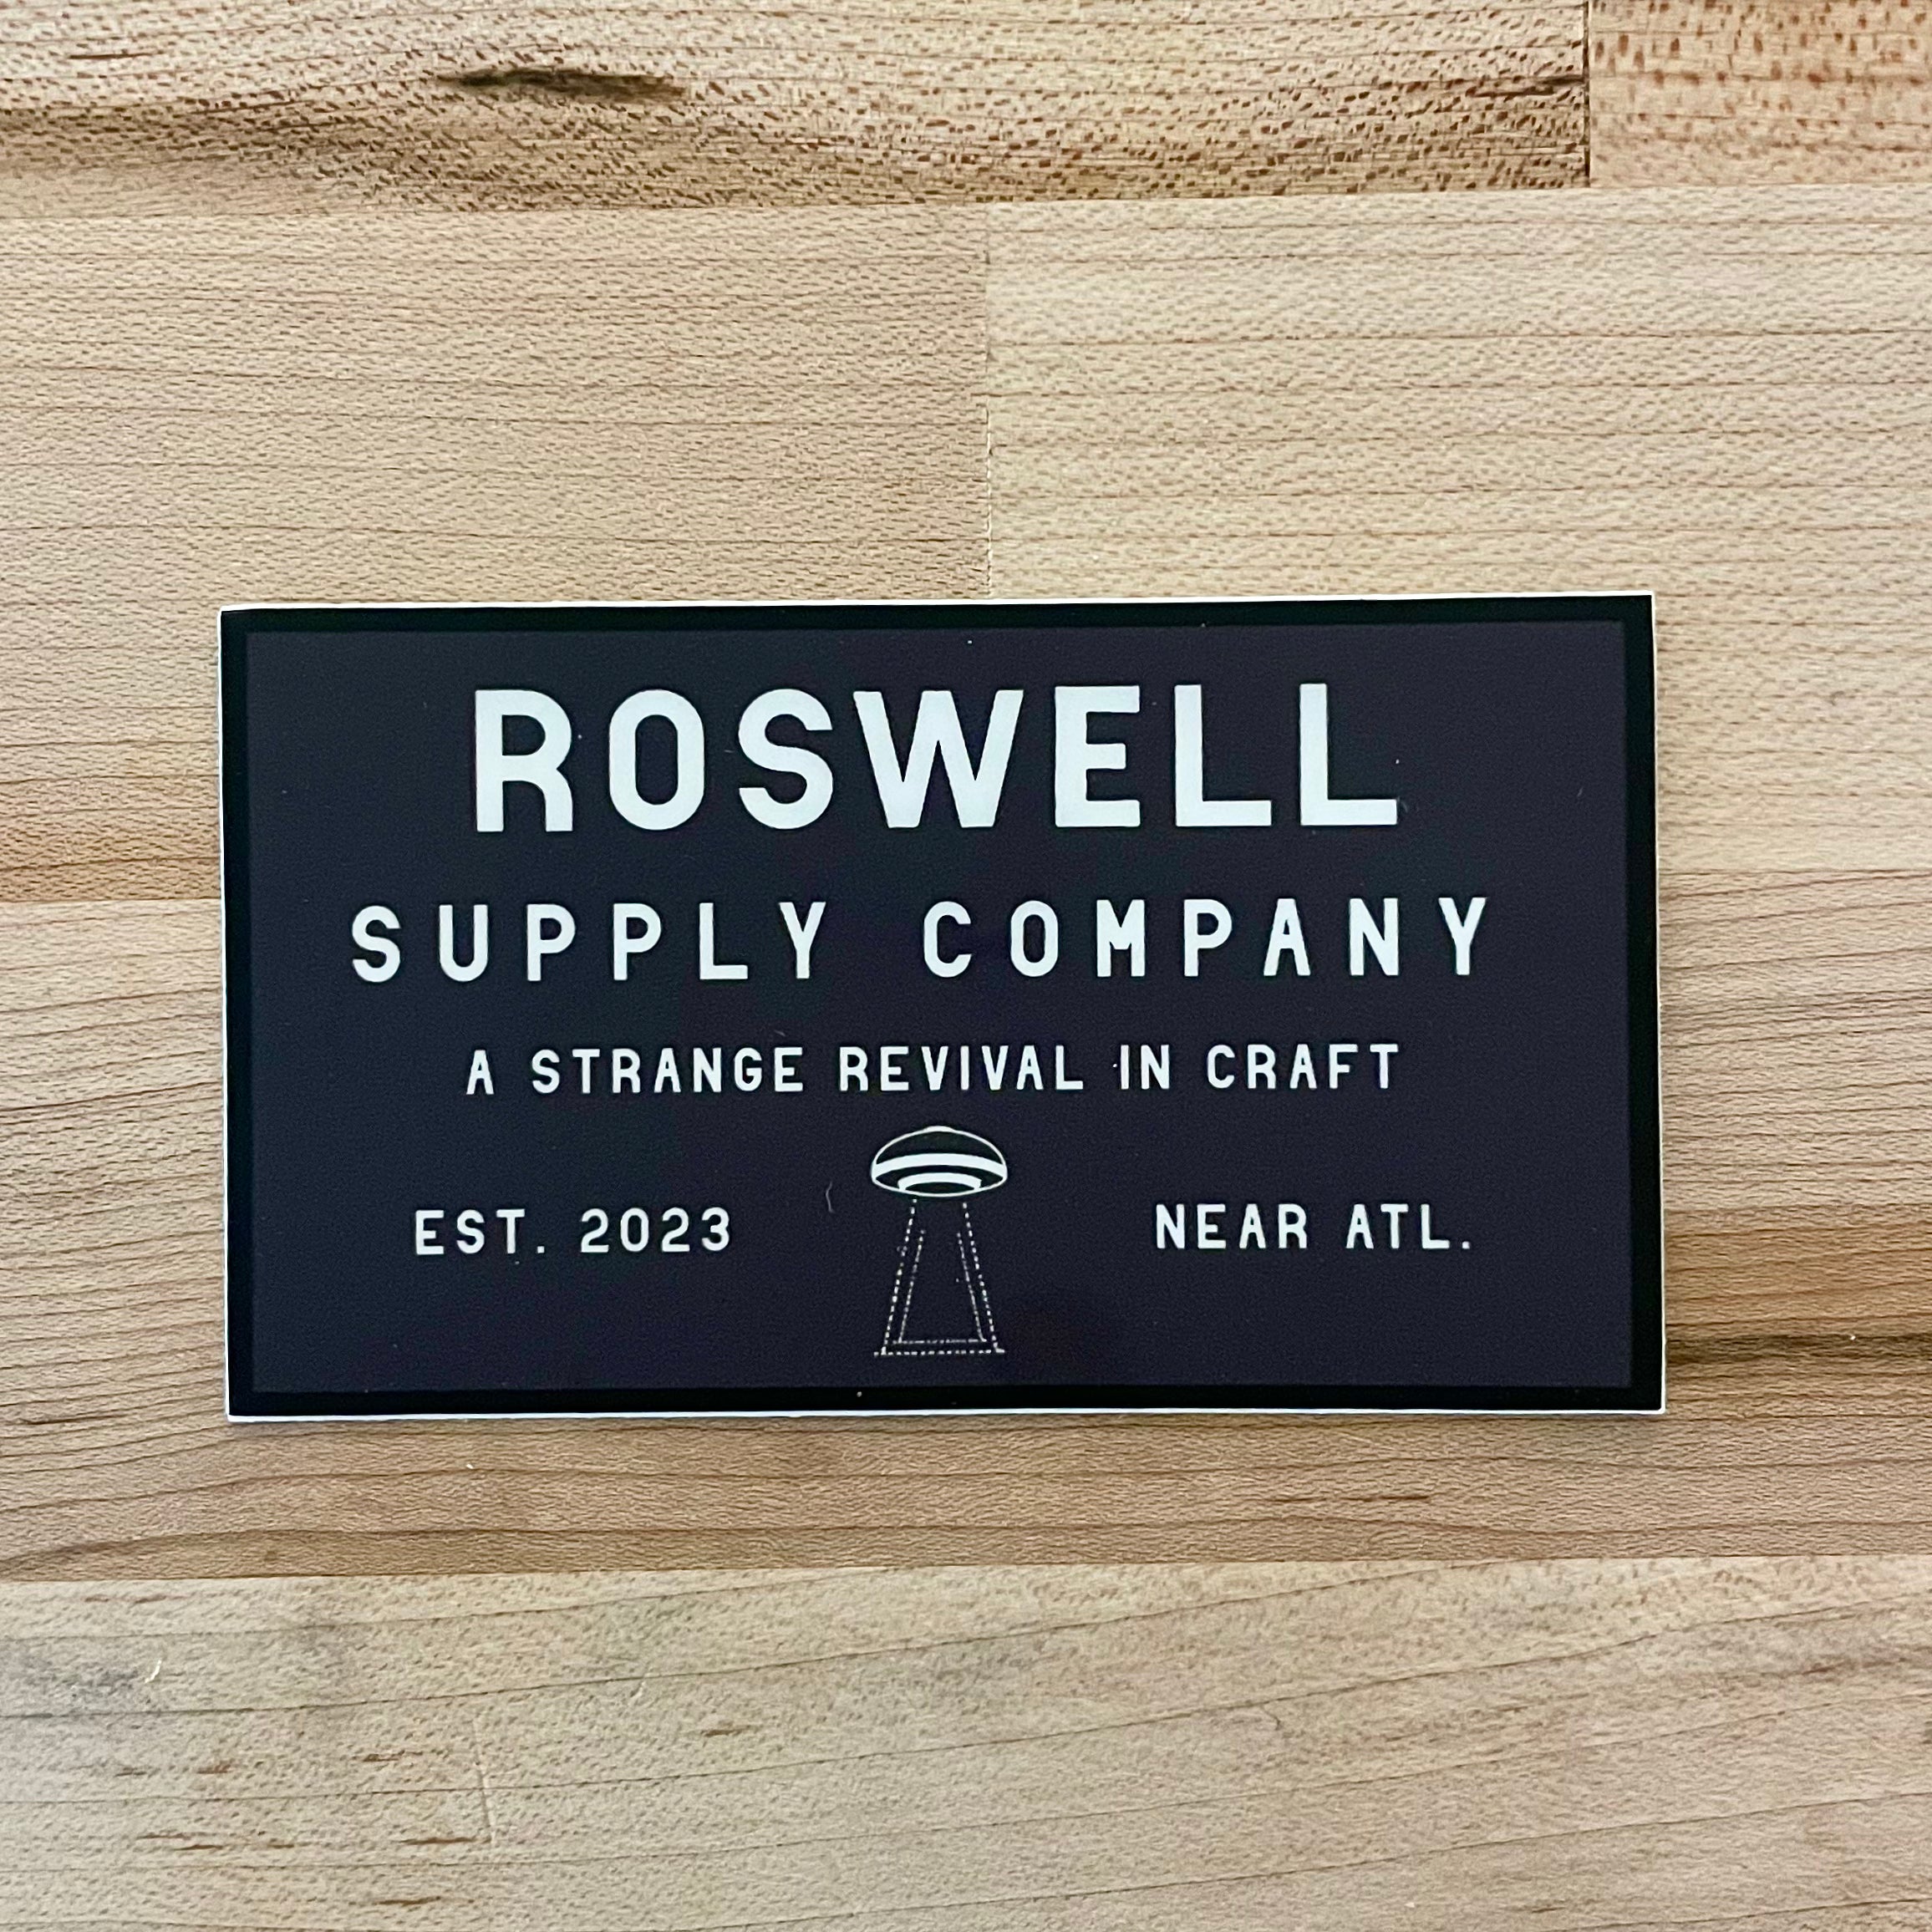 ROSWELL
SUPPLY COMPANY
A STRANGE REVIVAL IN CRAFT
EST. 2023 NEAR ATL.